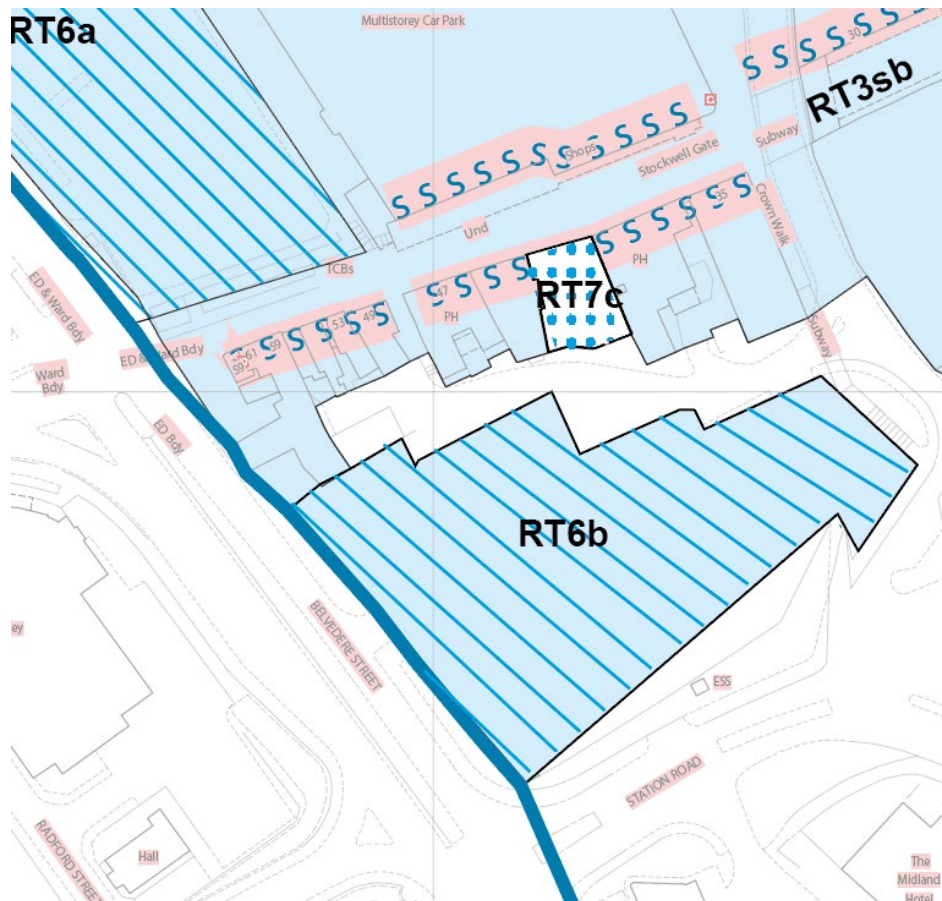 RT6a
Multistorey Car Park
30
RT3sb
S S S S S S S S
S S S S S S S S S S S
Shops
Stockwell Gate
Subway
35
Crown Walk
Und
S S S S S S
PH
TCBs
S S S S
47
PH
RT7c
ED & Ward Bdy
S S S S S
53
49
59
61
59
ED & Ward Bdy
Subway
Ward
Bdy
ED Bdy
RT6b
BELVEDERE STREET
ey
ESS
STATION ROAD
RADFORD STREET
Hall
The
Midland
Hotel